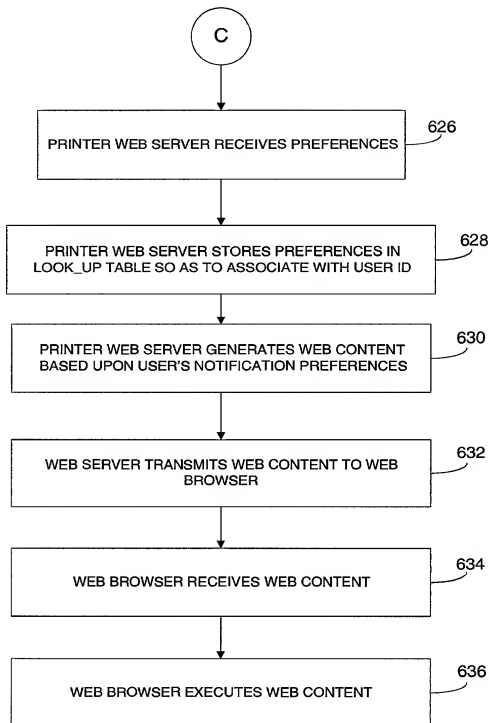 C
PRINTER WEB SERVER RECEIVES PREFERENCES
626
PRINTER WEB SERVER STORES PREFERENCES IN
LOOK_UP TABLE SO AS TO ASSOCIATE WITH USER ID
628
PRINTER WEB SERVER GENERATES WEB CONTENT
BASED UPON USER'S NOTIFICATION PREFERENCES
630
WEB SERVER TRANSMITS WEB CONTENT TO WEB
BROWSER
632
WEB BROWSER RECEIVES WEB CONTENT
634
WEB BROWSER EXECUTES WEB CONTENT
636